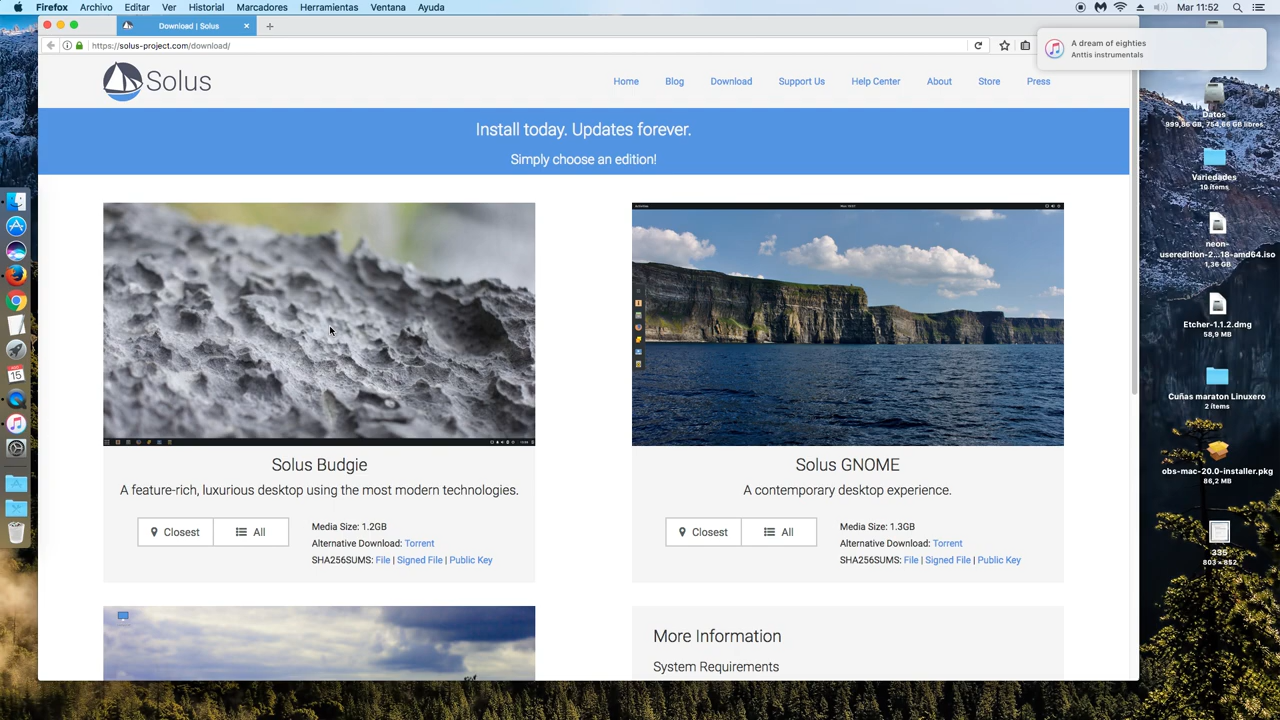 Firefox Archivo Editar Ver Historial Marcadores Herramientas Ventana Ayuda
Mar 11:52
Download | Solus
https://solus-project.com/download/
A dream of eighties
Anttis instrumentals
Solus
Home Blog Download Support Us Help Center About Store Press
Install today. Updates forever.
Simply choose an edition!
Solus Budgie
A feature-rich, luxurious desktop using the most modern technologies.
Closest All
Media Size: 1.2GB
Alternative Download: Torrent
SHA256SUMS: File | Signed File | Public Key
Solus GNOME
A contemporary desktop experience.
Closest All
Media Size: 1.3GB
Alternative Download: Torrent
SHA256SUMS: File | Signed File | Public Key
More Information
System Requirements
Datos
999,86 GB, 754,66 GB libres
Variedades
10 ítems
neon-
useredition-2...18-amd64.iso
1,36 GB
Etcher-1.1.2.dmg
58,9 MB
Cuñas maraton Linuxero
2 ítems
obs-mac-20.0-installer.pkg
86,2 MB
335
803 × 852
15